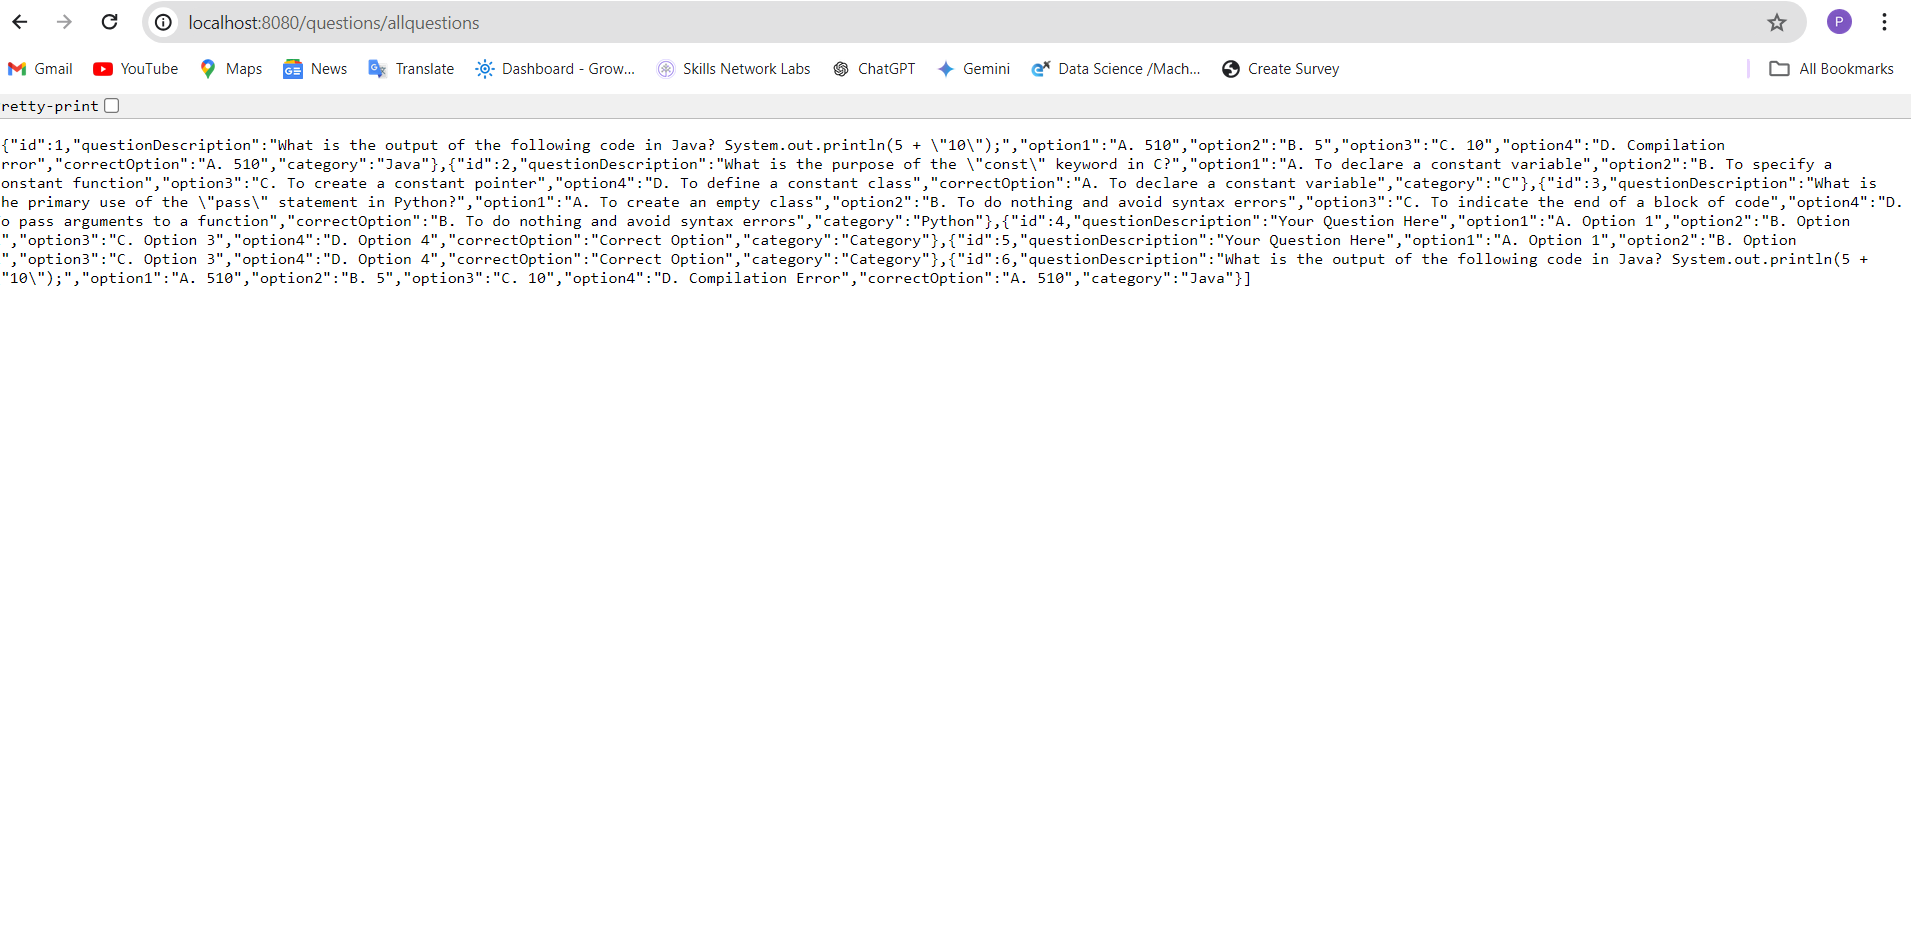 localhost:8080/questions/allquestions
P
Gmail YouTube Maps News Translate Dashboard - Grow... Skills Network Labs ChatGPT Gemini Data Science /Mach... Create Survey All Bookmarks
retty-print
{"id":1,"questionDescription":"What is the output of the following code in Java? System.out.println(5 + \"10\");","option1":"A. 510","option2":"B. 5","option3":"C. 10","option4":"D. Compilation
rror","correctOption":"A. 510","category":"Java"},{"id":2,"questionDescription":"What is the purpose of the \"const\" keyword in C?","option1":"A. To declare a constant variable","option2":"B. To specify a
onstant function","option3":"C. To create a constant pointer","option4":"D. To define a constant class","correctOption":"A. To declare a constant variable","category":"C"},{"id":3,"questionDescription":"What is
he primary use of the \"pass\" statement in Python?","option1":"A. To create an empty class","option2":"B. To do nothing and avoid syntax errors","option3":"C. To indicate the end of a block of code","option4":"D.
o pass arguments to a function","correctOption":"B. To do nothing and avoid syntax errors","category":"Python"},{"id":4,"questionDescription":"Your Question Here","option1":"A. Option 1","option2":"B. Option
","option3":"C. Option 3","option4":"D. Option 4","correctOption":"Correct Option","category":"Category"},{"id":5,"questionDescription":"Your Question Here","option1":"A. Option 1","option2":"B. Option
","option3":"C. Option 3","option4":"D. Option 4","correctOption":"Correct Option","category":"Category"},{"id":6,"questionDescription":"What is the output of the following code in Java? System.out.println(5 +
"10\");","option1":"A. 510","option2":"B. 5","option3":"C. 10","option4":"D. Compilation Error","correctOption":"A. 510","category":"Java"}]